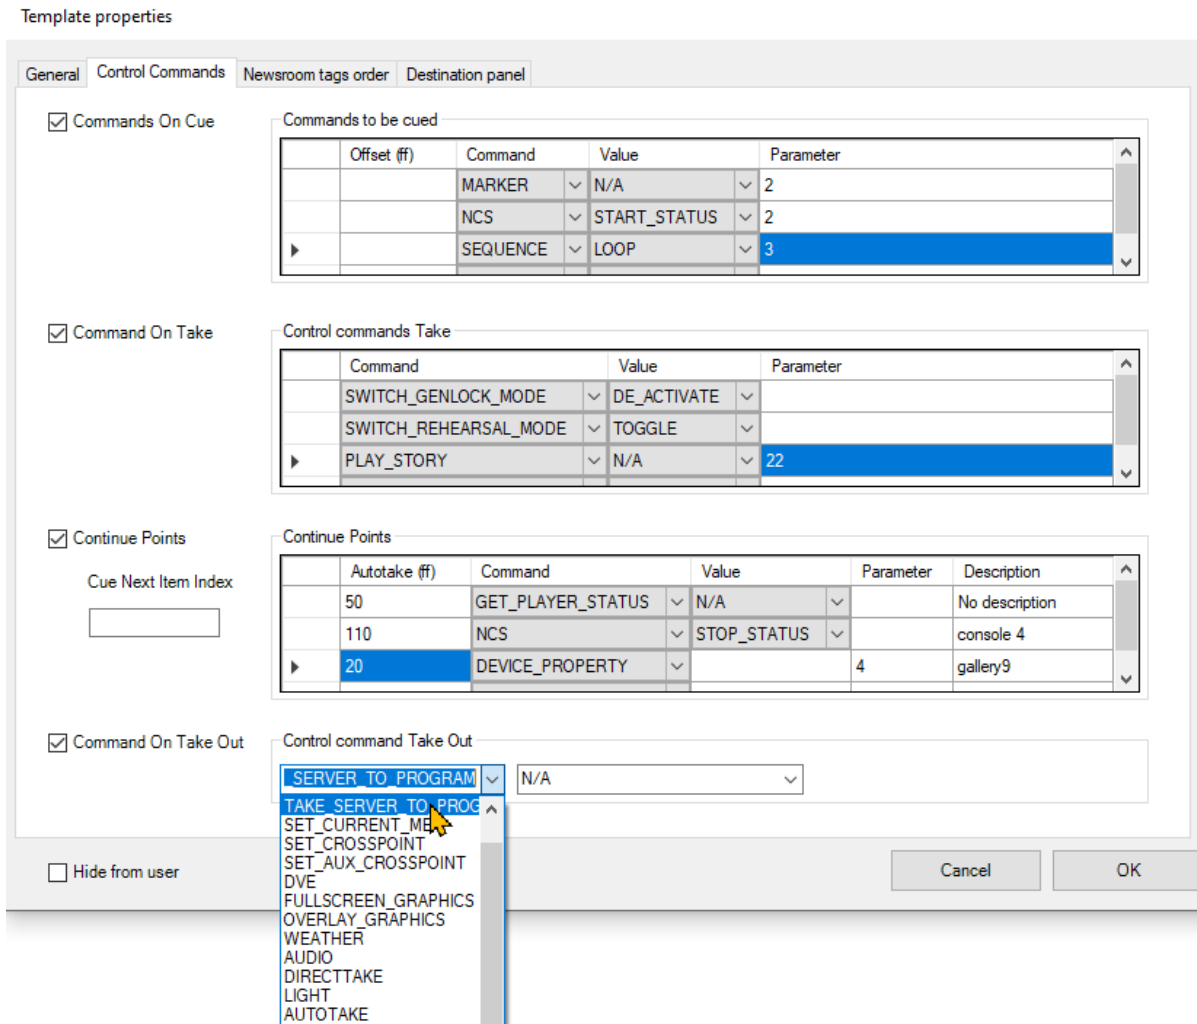 Template properties
General Control Commands Newsroom tags order Destination panel
Commands On Cue
Commands to be cued
Offset (ff) Command Value Parameter
MARKER N/A 2
NCS START_STATUS 2
SEQUENCE LOOP 3
Command On Take
Control commands Take
Command Value Parameter
SWITCH_GENLOCK_MODE DE_ACTIVATE
SWITCH_REHEARSAL_MODE TOGGLE
PLAY_STORY N/A 22
Continue Points
Cue Next Item Index
Continue Points
Autotake (ff) Command Value Parameter Description
50 GET_PLAYER_STATUS N/A No description
110 NCS STOP_STATUS console 4
20 DEVICE_PROPERTY 4 gallery9
Command On Take Out
Control command Take Out
_SERVER_TO_PROGRAM N/A
TAKE_SERVER_TO_PROG
SET_CURRENT_ME
SET_CROSSPOINT
SET_AUX_CROSSPOINT
DVE
FULLSCREEN_GRAPHICS
OVERLAY_GRAPHICS
WEATHER
AUDIO
DIRECTTAKE
LIGHT
AUTOTAKE
Hide from user
Cancel OK